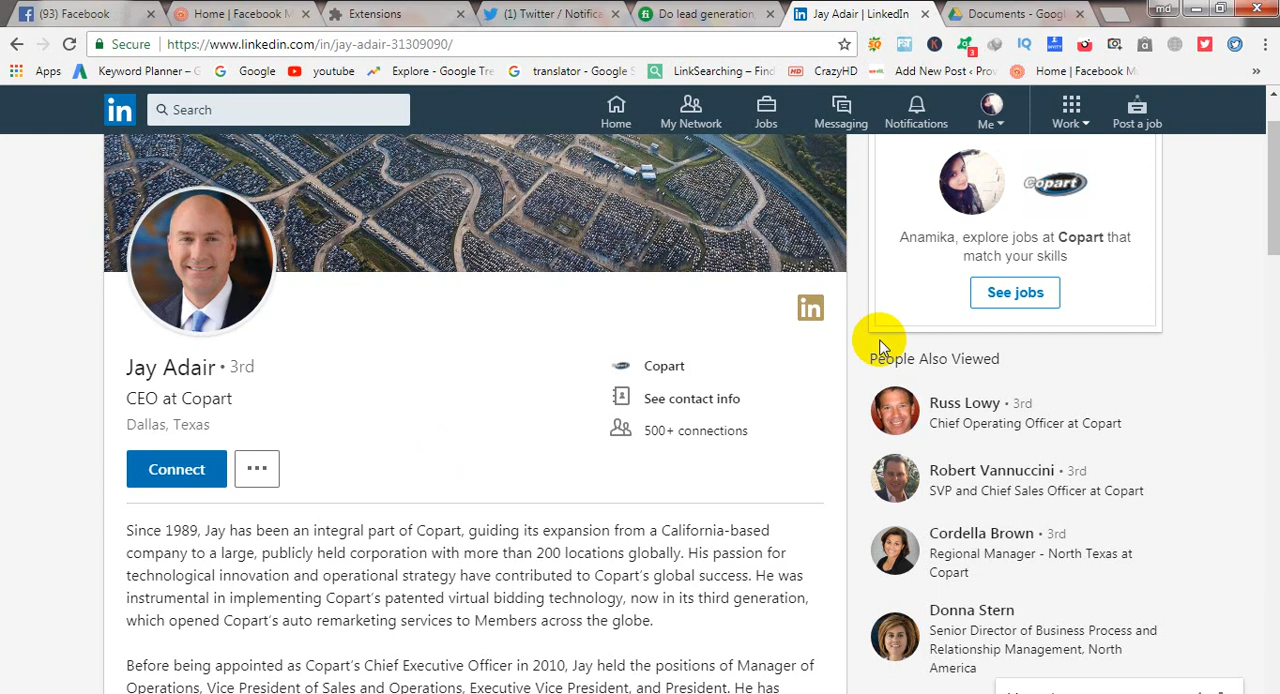 (93) Facebook
Home | Facebook M
Extensions
(1) Twitter / Notifica
Do lead generation
Jay Adair | LinkedIn
Documents - Googl
md
Secure | https://www.linkedin.com/in/jay-adair-31309090/
Apps
Keyword Planner – G
Google
youtube
Explore - Google Tre
translator - Google S
LinkSearching – Find
CrazyHD
Add New Post ‹ Prov
Home | Facebook M
in
Search
Home
My Network
Jobs
Messaging
Notifications
Me
Work
Post a job
Copart
Anamika, explore jobs at Copart that
match your skills
See jobs
in
Jay Adair • 3rd
CEO at Copart
Dallas, Texas
Connect
...
Copart
See contact info
500+ connections
Since 1989, Jay has been an integral part of Copart, guiding its expansion from a California-based
company to a large, publicly held corporation with more than 200 locations globally. His passion for
technological innovation and operational strategy have contributed to Copart's global success. He was
instrumental in implementing Copart's patented virtual bidding technology, now in its third generation,
which opened Copart's auto remarketing services to Members across the globe.
Before being appointed as Copart's Chief Executive Officer in 2010, Jay held the positions of Manager of
Operations, Vice President of Sales and Operations, Executive Vice President, and President. He has
People Also Viewed
Russ Lowy • 3rd
Chief Operating Officer at Copart
Robert Vannuccini • 3rd
SVP and Chief Sales Officer at Copart
Cordella Brown • 3rd
Regional Manager - North Texas at
Copart
Donna Stern
Senior Director of Business Process and
Relationship Management, North
America